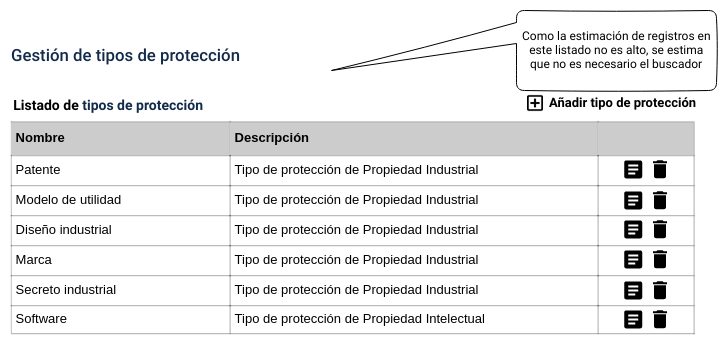 Como la estimación de registros en
este listado no es alto, se estima
que no es necesario el buscador
Gestión de tipos de protección
Listado de tipos de protección
Añadir tipo de protección
Nombre Descripción
Patente Tipo de protección de Propiedad Industrial
Modelo de utilidad Tipo de protección de Propiedad Industrial
Diseño industrial Tipo de protección de Propiedad Industrial
Marca Tipo de protección de Propiedad Industrial
Secreto industrial Tipo de protección de Propiedad Industrial
Software Tipo de protección de Propiedad Intelectual